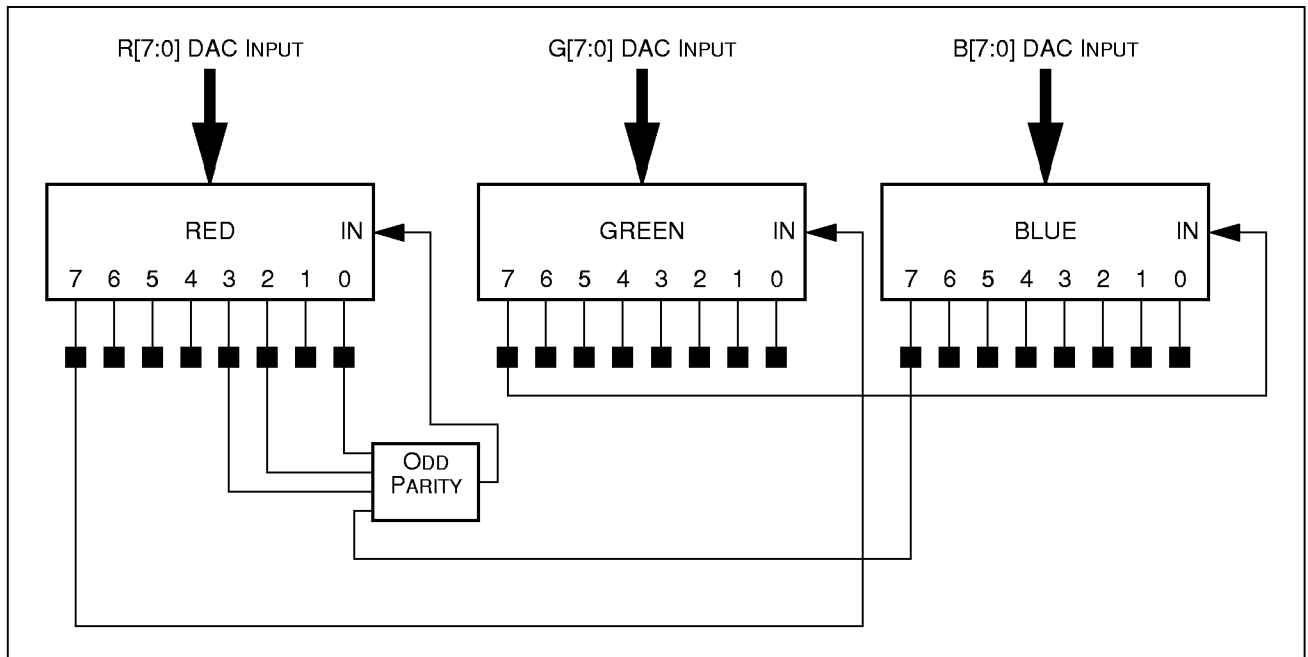 R[7:0] DAC INPUT G[7:0] DAC INPUT B[7:0] DAC INPUT
RED IN GREEN IN BLUE IN
7 6 5 4 3 2 1 0 7 6 5 4 3 2 1 0 7 6 5 4 3 2 1 0
ODD
PARITY